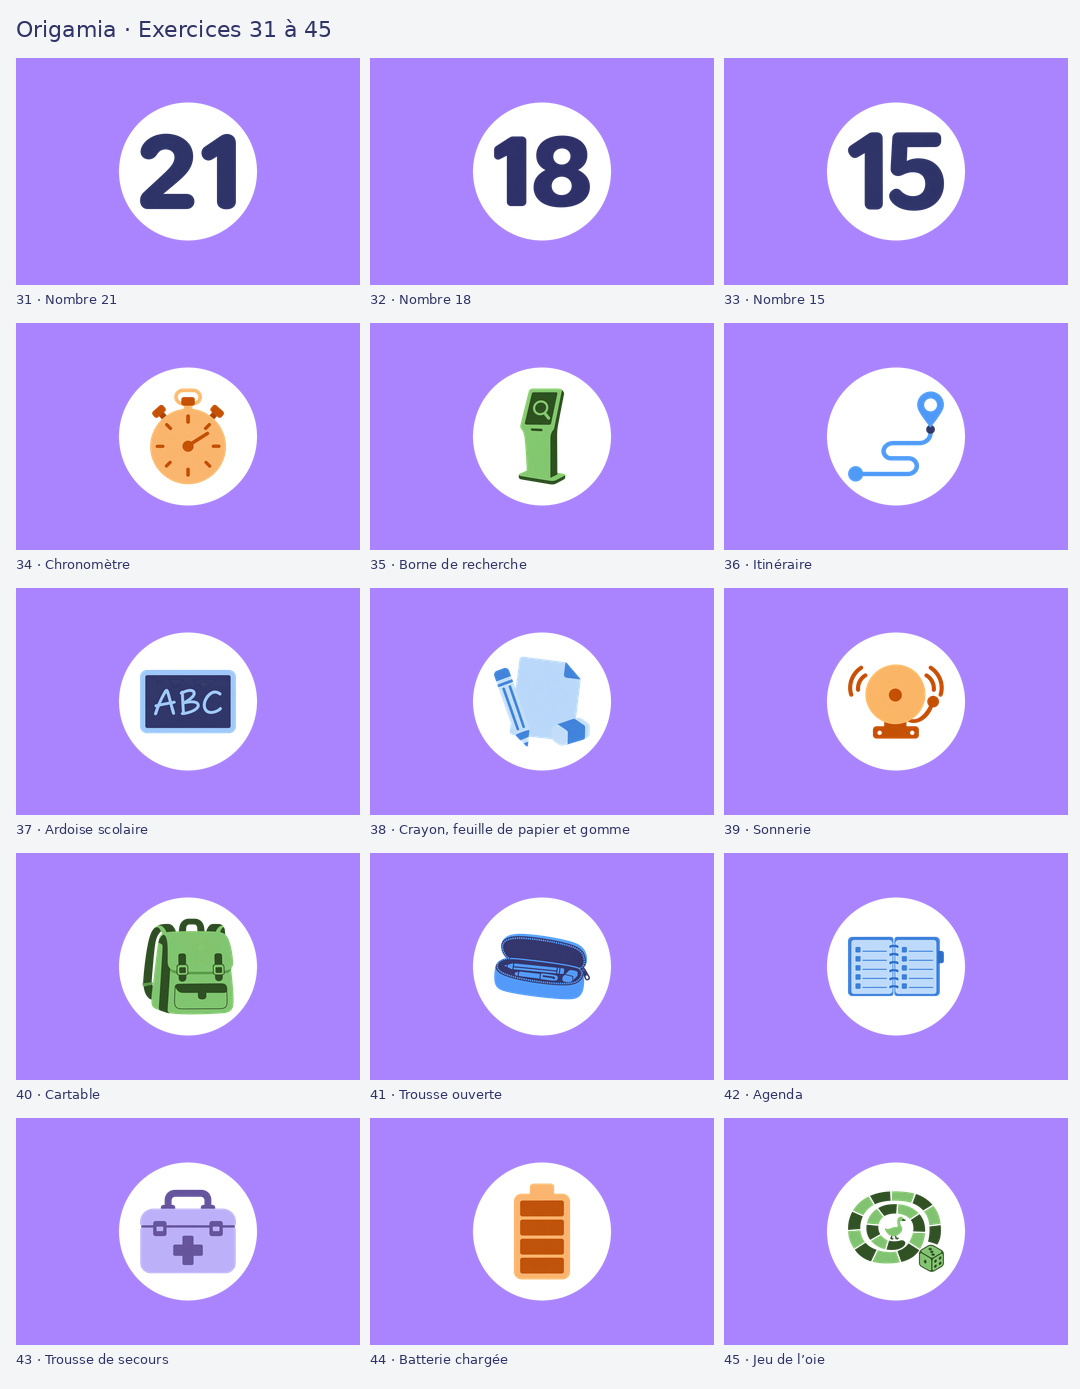 Origamia · Exercices 31 à 45
21
18
15
31 · Nombre 21
32 · Nombre 18
33 · Nombre 15
34 · Chronomètre
35 · Borne de recherche
36 · Itinéraire
ABC
37 · Ardoise scolaire
38 · Crayon, feuille de papier et gomme
39 · Sonnerie
40 · Cartable
41 · Trousse ouverte
42 · Agenda
43 · Trousse de secours
44 · Batterie chargée
45 · Jeu de l’oie